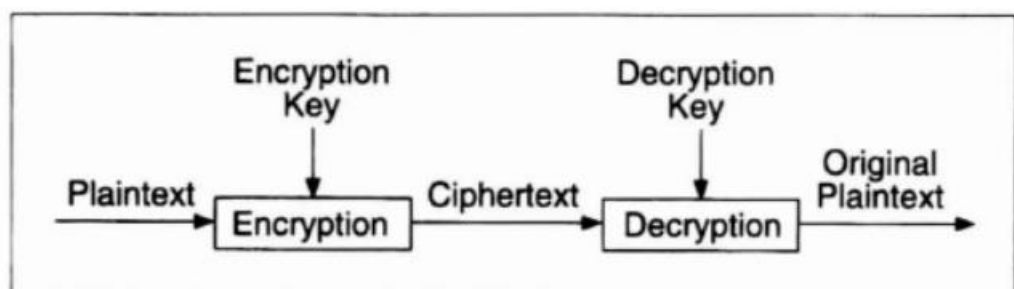 Encryption
Key
Decryption
Key
Plaintext
Encryption
Ciphertext
Decryption
Original
Plaintext